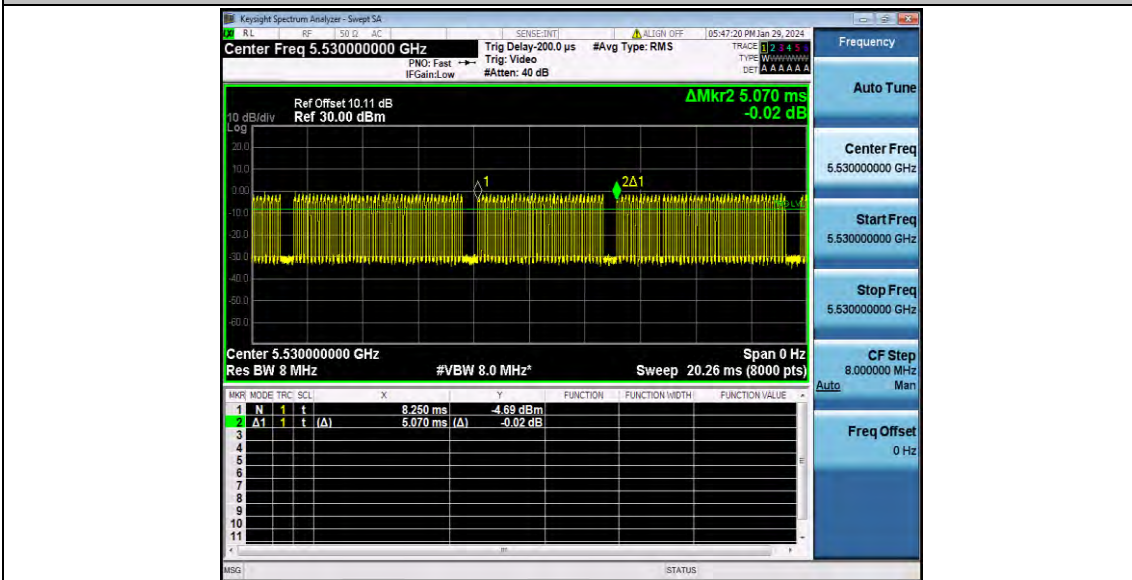 Keysight Spectrum Analyzer - Swept SA
RL RF 50 Ω AC SENSE:INT ALIGN OFF 05:47:20 PM Jan 29, 2024
Center Freq 5.530000000 GHz
Trig Delay-200.0 µs #Avg Type: RMS
TRACE 1 2 3 4 5 6
PNO: Fast Trig: Video
TYPE W
IFGain:Low #Atten: 40 dB
DET A A A A A A
Frequency
Auto Tune
Center Freq
5.530000000 GHz
Start Freq
5.530000000 GHz
Stop Freq
5.530000000 GHz
CF Step
8.000000 MHz
Auto Man
Freq Offset
0 Hz
ΔMkr2 5.070 ms
-0.02 dB
Ref Offset 10.11 dB
10 dB/div Ref 30.00 dBm
Log
20.0
10.0
0.00
-10.0
-20.0
-30.0
-40.0
-50.0
-60.0
1
2Δ1
Center 5.530000000 GHz Span 0 Hz
Res BW 8 MHz #VBW 8.0 MHz* Sweep 20.26 ms (8000 pts)
MKR MODE TRC SCL X Y FUNCTION FUNCTION WIDTH FUNCTION VALUE
1 N 1 t 8.250 ms -4.69 dBm
2 Δ1 1 t (Δ) 5.070 ms (Δ) -0.02 dB
3
4
5
6
7
8
9
10
11
MSG STATUS